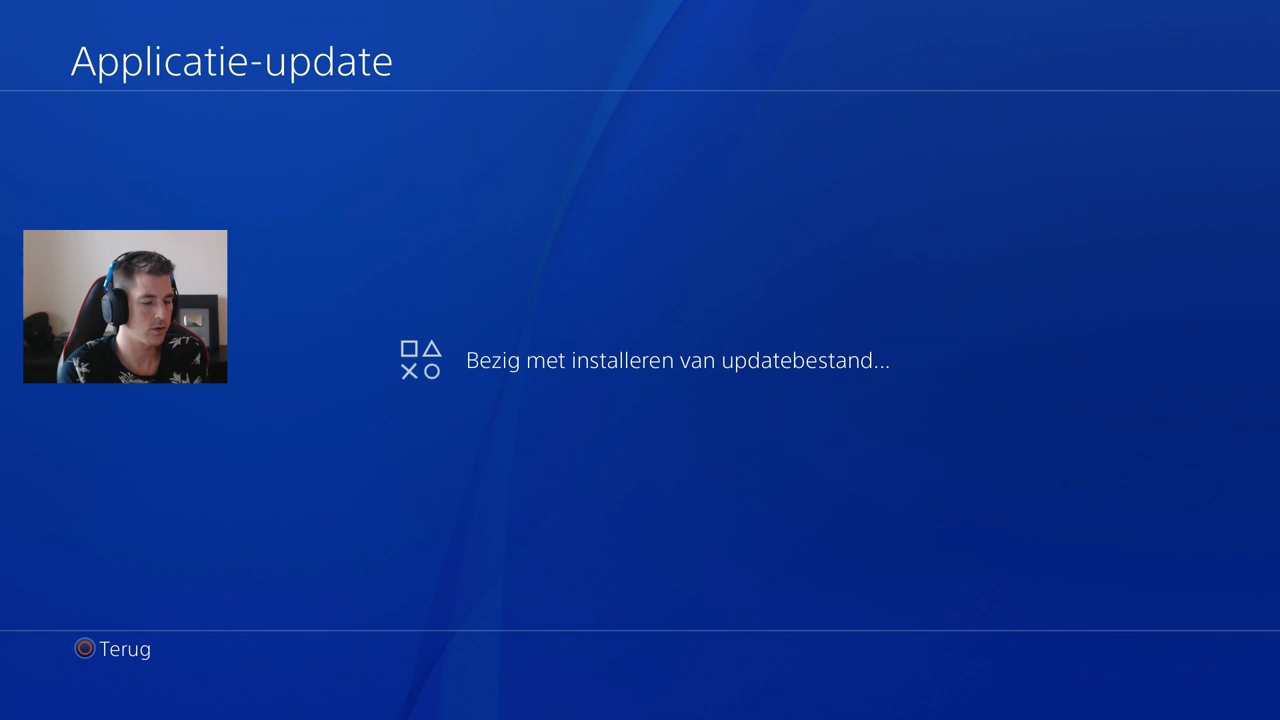 Applicatie-update
Bezig met installeren van updatebestand...
Terug